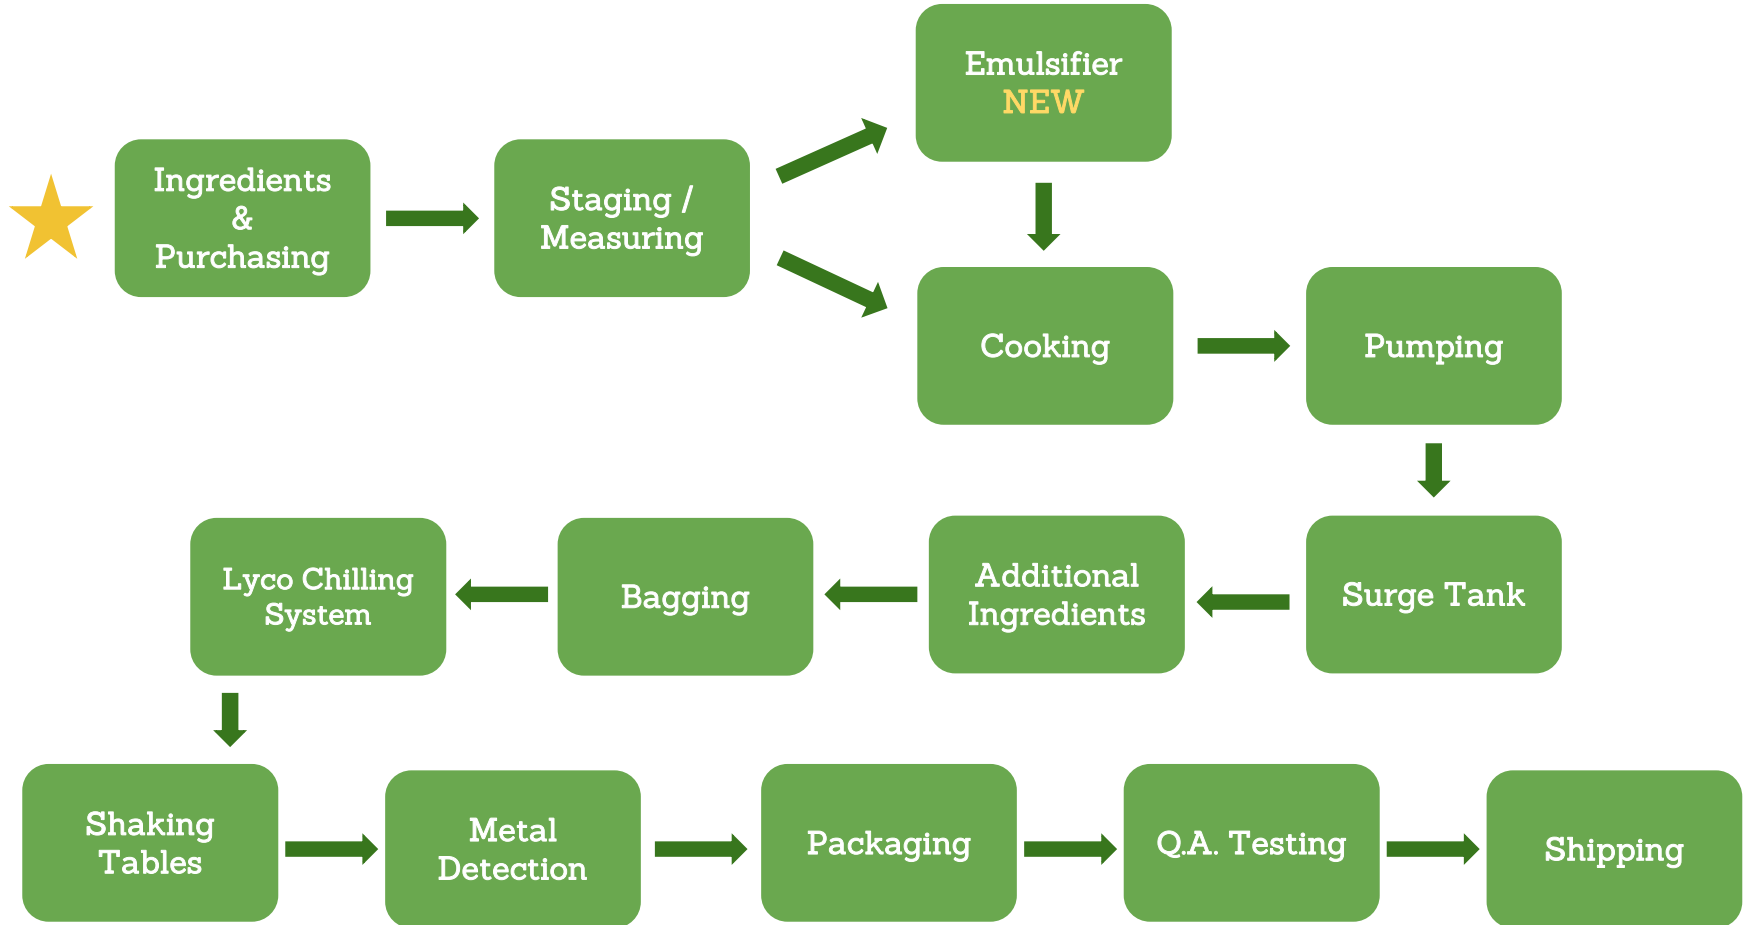 Emulsifier
NEW
Ingredients
&
Purchasing
Staging /
Measuring
Cooking
Pumping
Surge Tank
Additional
Ingredients
Bagging
Lyco Chilling
System
Shaking
Tables
Metal
Detection
Packaging
Q.A. Testing
Shipping